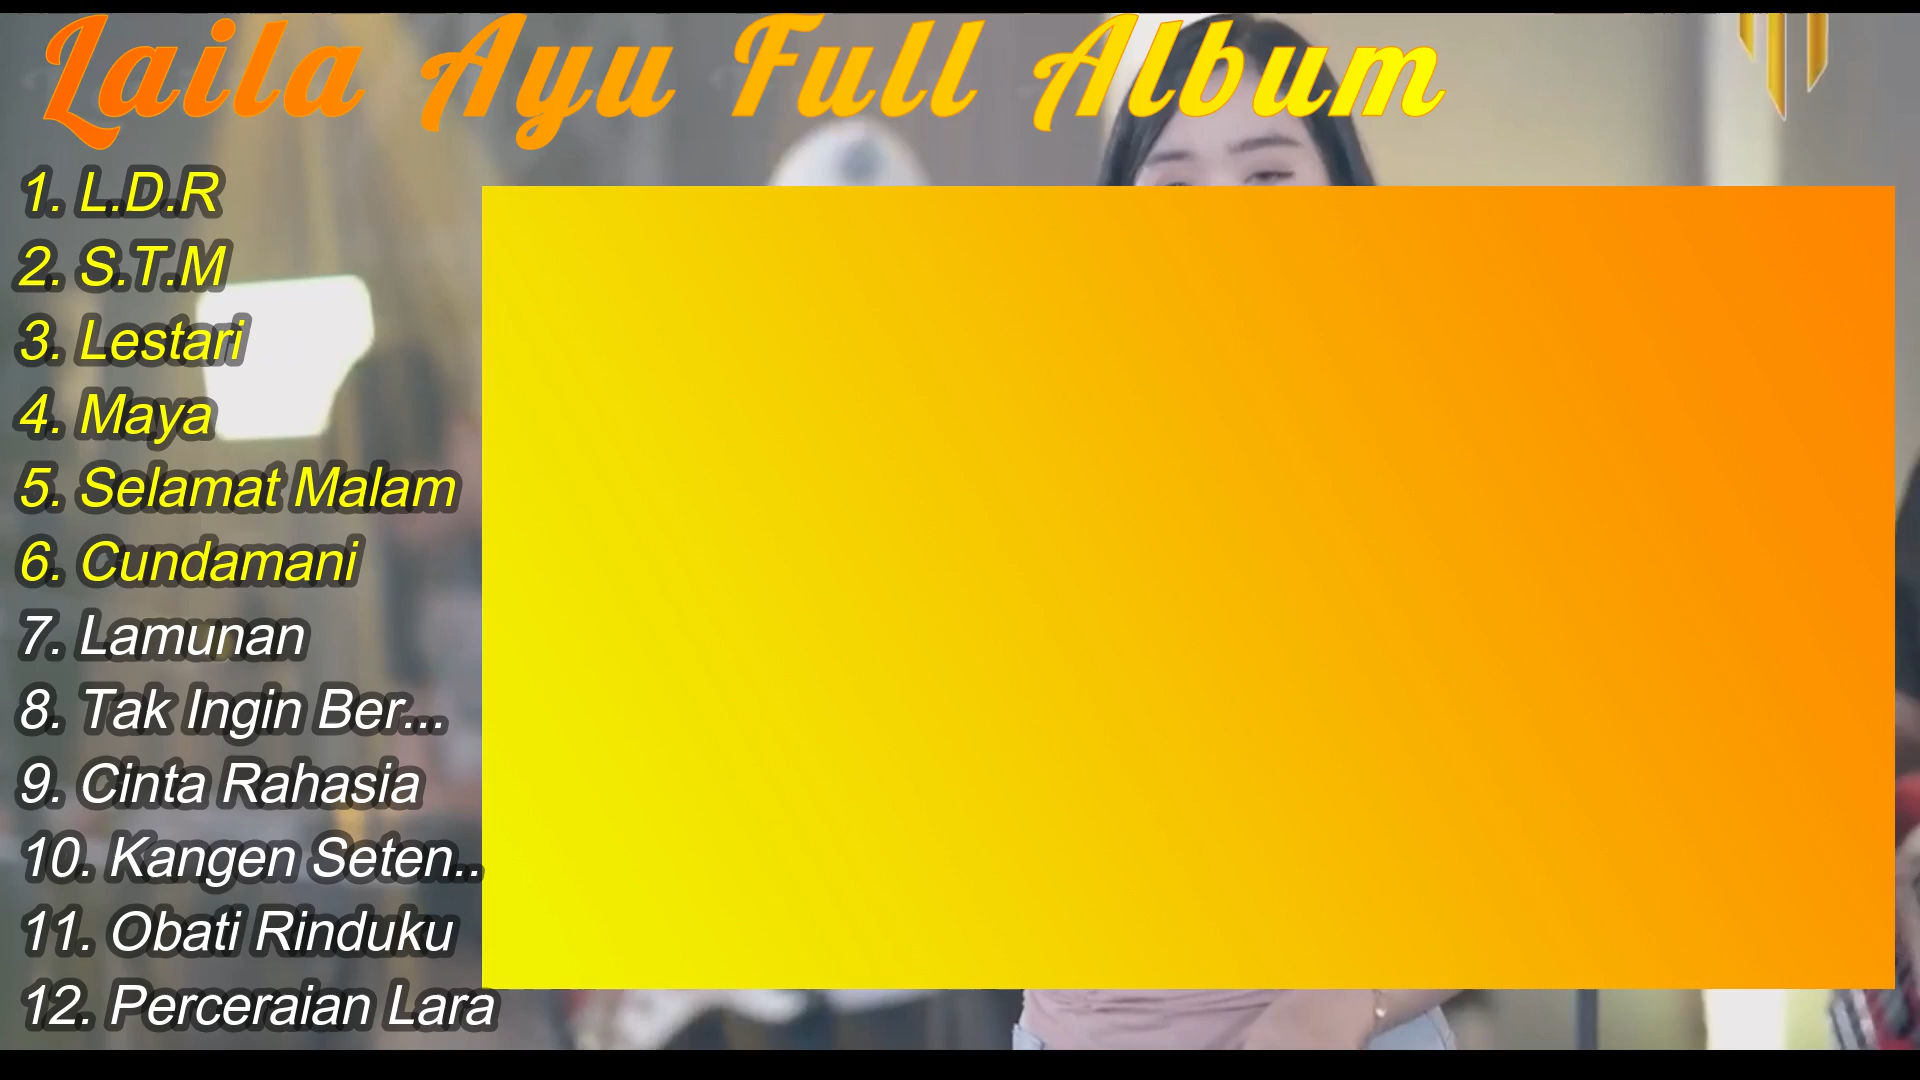 Laila Ayu Full Album
1. L.D.R
2. S.T.M
3. Lestari
4. Maya
5. Selamat Malam
6. Cundamani
7. Lamunan
8. Tak Ingin Ber...
9. Cinta Rahasia
10. Kangen Seten..
11. Obati Rinduku
12. Perceraian Lara